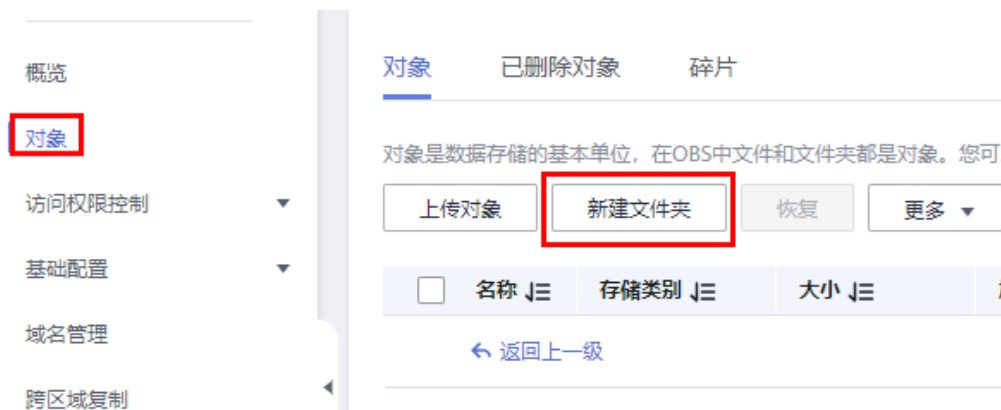 概览
对象
访问权限控制
基础配置
域名管理
跨区域复制
对象 已删除对象 碎片
对象是数据存储的基本单位，在OBS中文件和文件夹都是对象。您可
上传对象 新建文件夹 恢复 更多
名称 存储类别 大小
返回上一级